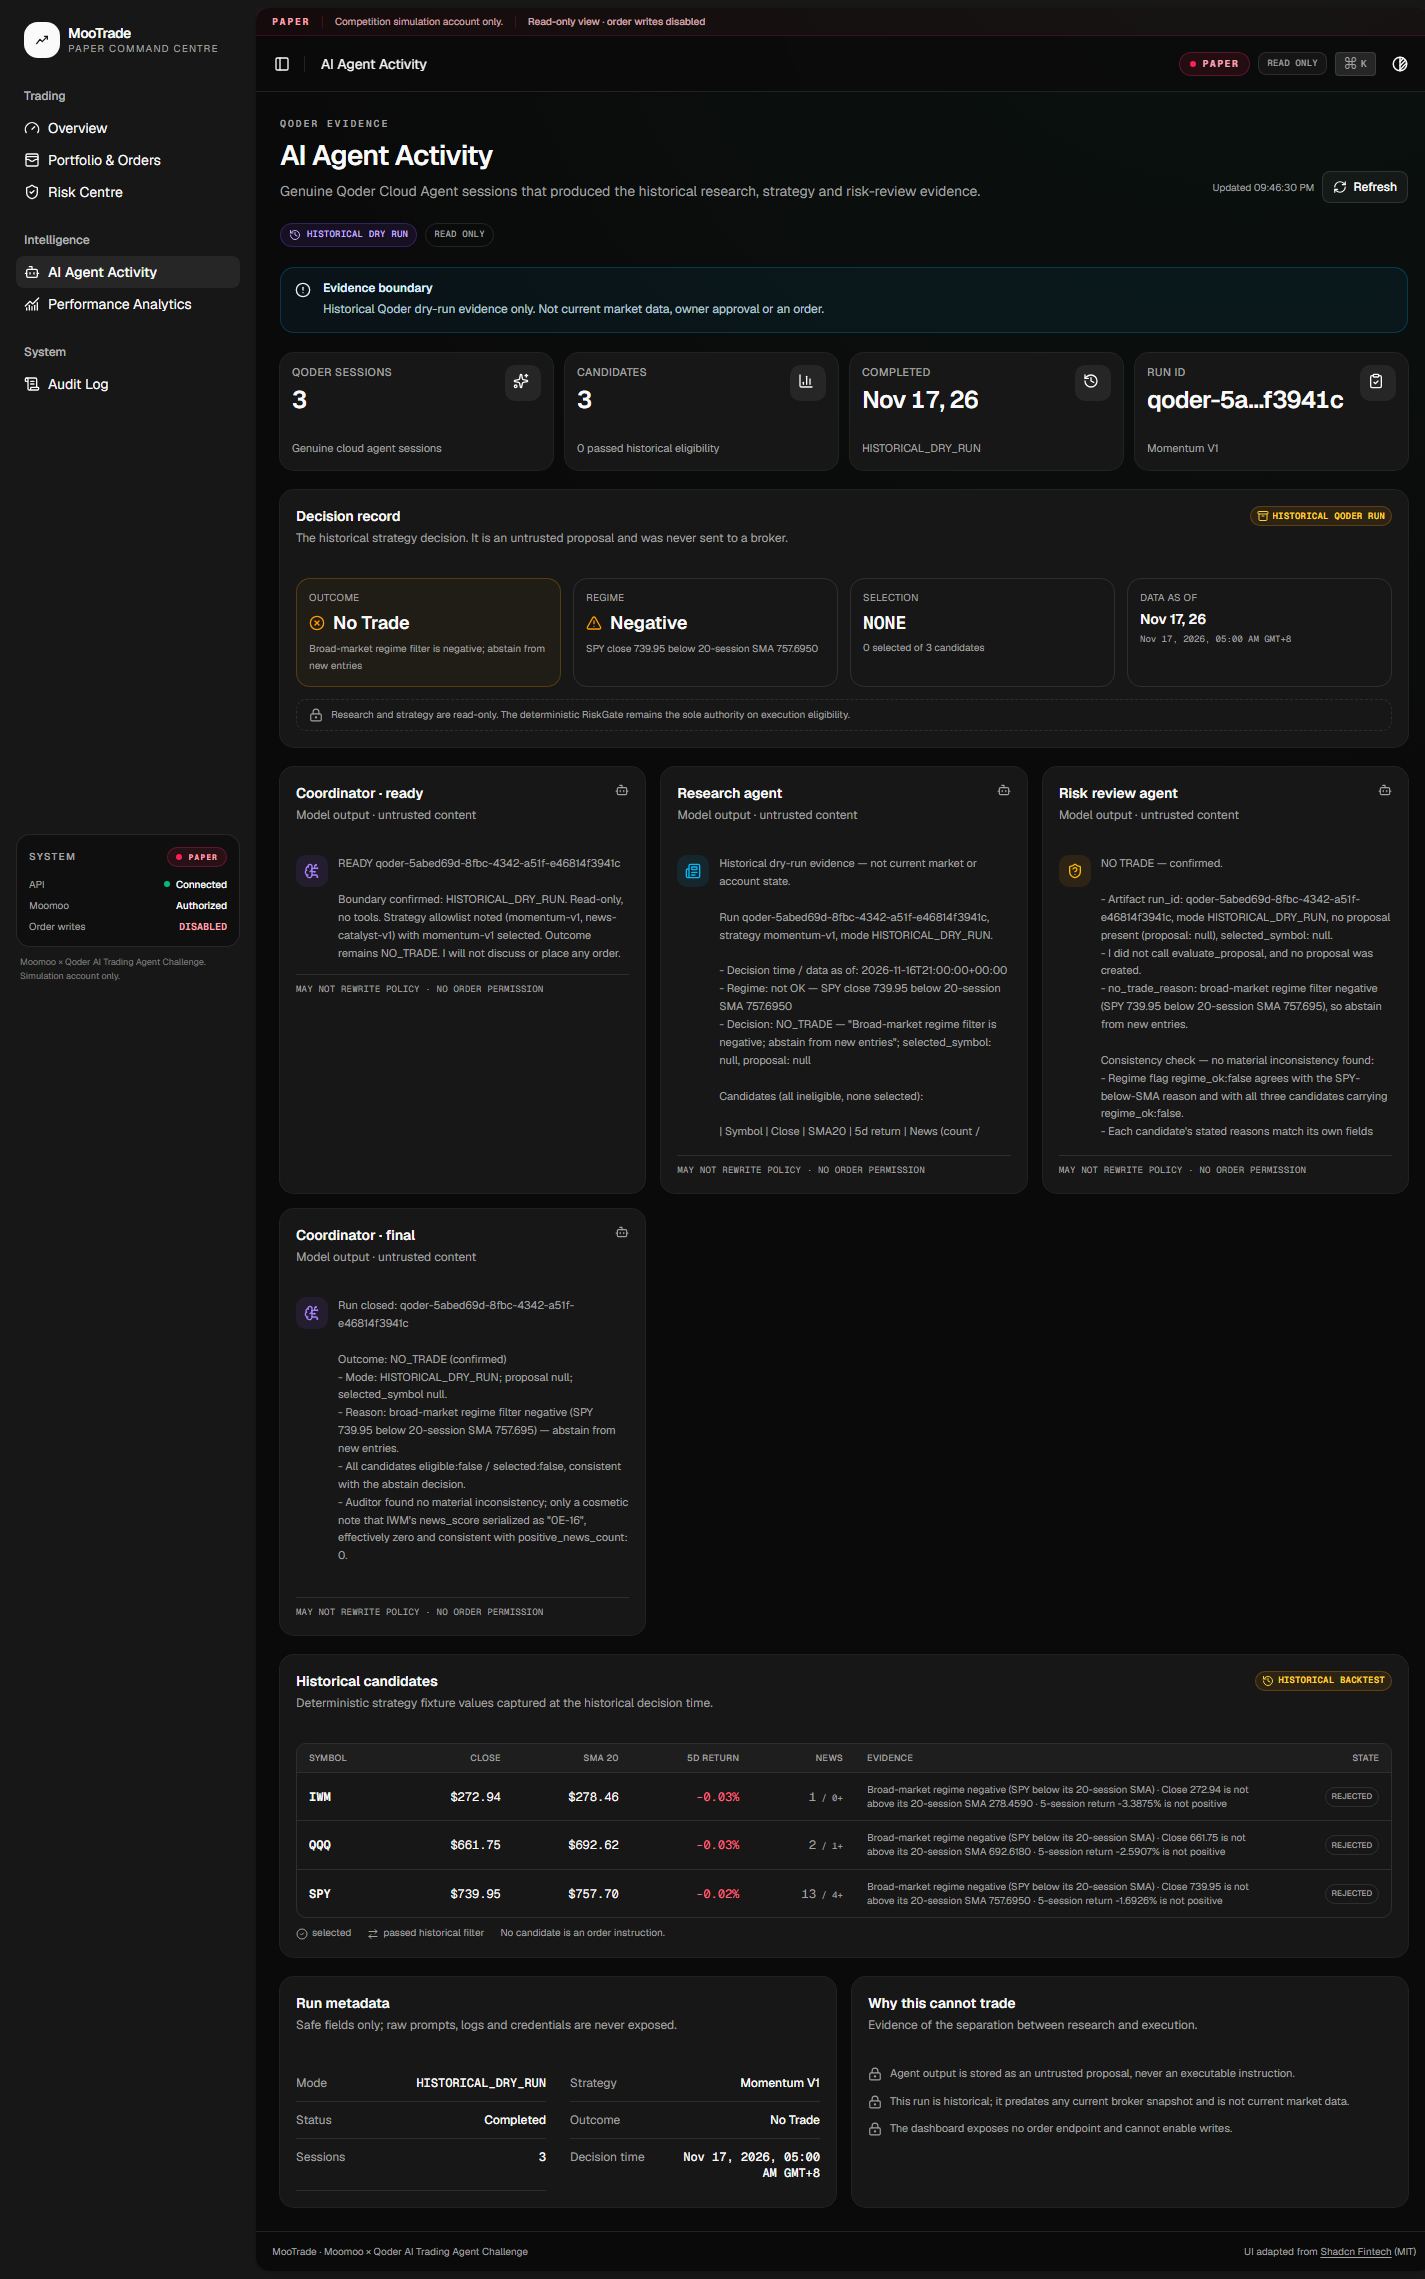 MooTrade
PAPER COMMAND CENTRE
Trading
Overview
Portfolio & Orders
Risk Centre
Intelligence
AI Agent Activity
Performance Analytics
System
Audit Log
SYSTEM
PAPER
API
Connected
Moomoo
Authorized
Order writes
DISABLED
Moomoo × Qoder AI Trading Agent Challenge.
Simulation account only.
PAPER
Competition simulation account only.
Read-only view · order writes disabled
AI Agent Activity
PAPER
READ ONLY
⌘ K
QODER EVIDENCE
AI Agent Activity
Genuine Qoder Cloud Agent sessions that produced the historical research, strategy and risk-review evidence.
Updated 09:46:30 PM
Refresh
HISTORICAL DRY RUN
READ ONLY
Evidence boundary
Historical Qoder dry-run evidence only. Not current market data, owner approval or an order.
QODER SESSIONS
3
Genuine cloud agent sessions
CANDIDATES
3
0 passed historical eligibility
COMPLETED
Nov 17, 26
HISTORICAL_DRY_RUN
RUN ID
qoder-5a…f3941c
Momentum V1
Decision record
The historical strategy decision. It is an untrusted proposal and was never sent to a broker.
HISTORICAL QODER RUN
OUTCOME
No Trade
Broad-market regime filter is negative; abstain from
new entries
REGIME
Negative
SPY close 739.95 below 20-session SMA 757.6950
SELECTION
NONE
0 selected of 3 candidates
DATA AS OF
Nov 17, 26
Nov 17, 2026, 05:00 AM GMT+8
Research and strategy are read-only. The deterministic RiskGate remains the sole authority on execution eligibility.
Coordinator · ready
Model output · untrusted content
READY qoder-5abed69d-8fbc-4342-a51f-e46814f3941c
Boundary confirmed: HISTORICAL_DRY_RUN. Read-only,
no tools. Strategy allowlist noted (momentum-v1, news-
catalyst-v1) with momentum-v1 selected. Outcome
remains NO_TRADE. I will not discuss or place any order.
MAY NOT REWRITE POLICY · NO ORDER PERMISSION
Research agent
Model output · untrusted content
Historical dry-run evidence — not current market or
account state.
Run qoder-5abed69d-8fbc-4342-a51f-e46814f3941c,
strategy momentum-v1, mode HISTORICAL_DRY_RUN.
- Decision time / data as of: 2026-11-16T21:00:00+00:00
- Regime: not OK — SPY close 739.95 below 20-session
SMA 757.6950
- Decision: NO_TRADE — "Broad-market regime filter is
negative; abstain from new entries"; selected_symbol:
null, proposal: null
Candidates (all ineligible, none selected):
| Symbol | Close | SMA20 | 5d return | News (count /
MAY NOT REWRITE POLICY · NO ORDER PERMISSION
Risk review agent
Model output · untrusted content
NO TRADE — confirmed.
- Artifact run_id: qoder-5abed69d-8fbc-4342-a51f-
e46814f3941c, mode HISTORICAL_DRY_RUN, no proposal
present (proposal: null), selected_symbol: null.
- I did not call evaluate_proposal, and no proposal was
created.
- no_trade_reason: broad-market regime filter negative
(SPY 739.95 below 20-session SMA 757.695), so abstain
from new entries.
Consistency check — no material inconsistency found:
- Regime flag regime_ok:false agrees with the SPY-
below-SMA reason and with all three candidates carrying
regime_ok:false.
- Each candidate's stated reasons match its own fields
MAY NOT REWRITE POLICY · NO ORDER PERMISSION
Coordinator · final
Model output · untrusted content
Run closed: qoder-5abed69d-8fbc-4342-a51f-
e46814f3941c
Outcome: NO_TRADE (confirmed)
- Mode: HISTORICAL_DRY_RUN; proposal null;
selected_symbol null.
- Reason: broad-market regime filter negative (SPY
739.95 below 20-session SMA 757.695) — abstain from
new entries.
- All candidates eligible:false / selected:false, consistent
with the abstain decision.
- Auditor found no material inconsistency; only a cosmetic
note that IWM's news_score serialized as "0E-16",
effectively zero and consistent with positive_news_count:
0.
MAY NOT REWRITE POLICY · NO ORDER PERMISSION
Historical candidates
Deterministic strategy fixture values captured at the historical decision time.
HISTORICAL BACKTEST
SYMBOL CLOSE SMA 20 5D RETURN NEWS EVIDENCE STATE
IWM $272.94 $278.46 -0.03% 1 / 0+ Broad-market regime negative (SPY below its 20-session SMA) · Close 272.94 is not
above its 20-session SMA 278.4590 · 5-session return -3.3875% is not positive
REJECTED
QQQ $661.75 $692.62 -0.03% 2 / 1+ Broad-market regime negative (SPY below its 20-session SMA) · Close 661.75 is not
above its 20-session SMA 692.6180 · 5-session return -2.5907% is not positive
REJECTED
SPY $739.95 $757.70 -0.02% 13 / 4+ Broad-market regime negative (SPY below its 20-session SMA) · Close 739.95 is not
above its 20-session SMA 757.6950 · 5-session return -1.6926% is not positive
REJECTED
selected
passed historical filter
No candidate is an order instruction.
Run metadata
Safe fields only; raw prompts, logs and credentials are never exposed.
Mode HISTORICAL_DRY_RUN
Strategy Momentum V1
Status Completed
Outcome No Trade
Sessions 3
Decision time Nov 17, 2026, 05:00
AM GMT+8
Why this cannot trade
Evidence of the separation between research and execution.
Agent output is stored as an untrusted proposal, never an executable instruction.
This run is historical; it predates any current broker snapshot and is not current market data.
The dashboard exposes no order endpoint and cannot enable writes.
MooTrade · Moomoo × Qoder AI Trading Agent Challenge
UI adapted from Shadcn Fintech (MIT)